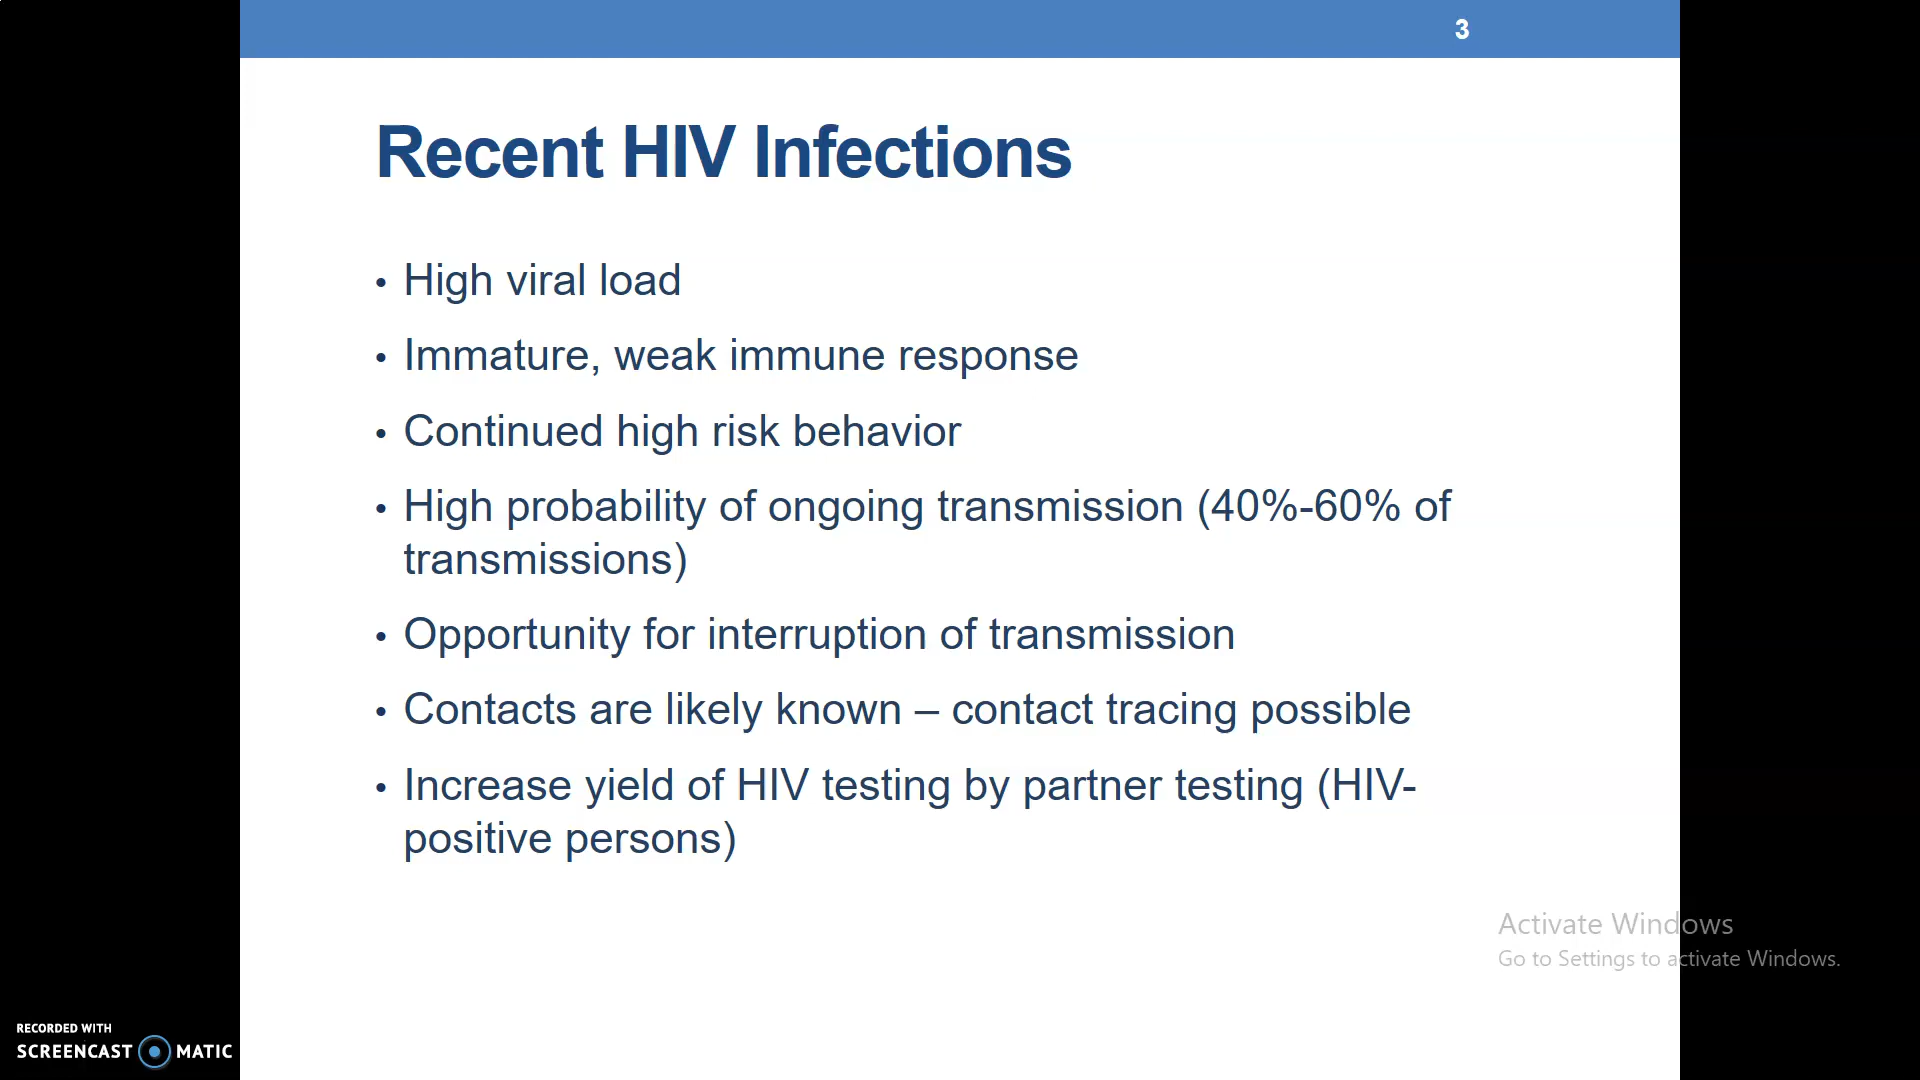 3
Recent HIV Infections
• High viral load
• Immature, weak immune response
• Continued high risk behavior
• High probability of ongoing transmission (40%-60% of
transmissions)
• Opportunity for interruption of transmission
• Contacts are likely known – contact tracing possible
• Increase yield of HIV testing by partner testing (HIV-
positive persons)
Activate Windows
Go to Settings to activate Windows.
RECORDED WITH
SCREENCAST MATIC